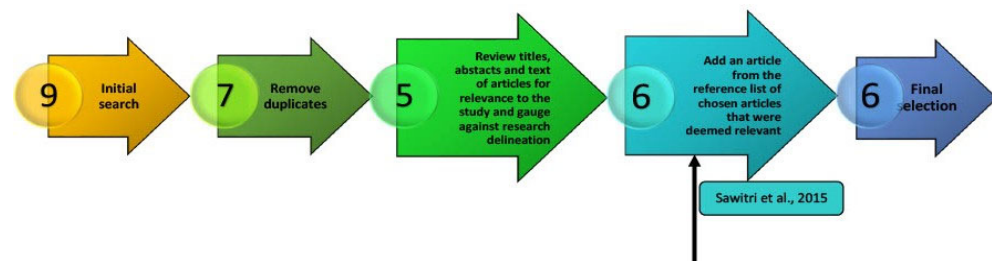 9
Initial
search
7
Remove
duplicates
5
Review titles,
abstacts and text
of articles for
relevance to the
study and gauge
against research
delineation
6
Add an article
from the
reference list of
chosen articles
that were
deemed relevant
6
Final
selection
Sawitri et al., 2015